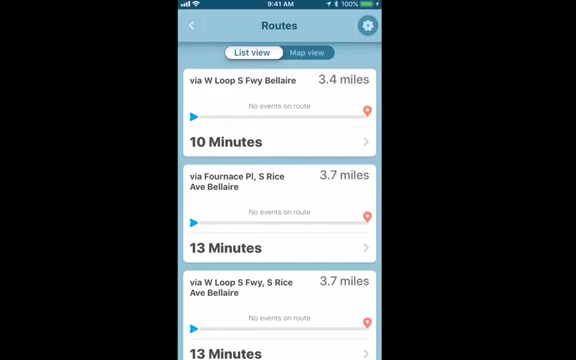 9:41 AM
100%
Routes
List view
Map view
via W Loop S Fwy Bellaire
3.4 miles
No events on route
10 Minutes
via Fournace Pl, S Rice
Ave Bellaire
3.7 miles
No events on route
13 Minutes
via W Loop S Fwy, S Rice
Ave Bellaire
3.7 miles
No events on route
13 Minutes